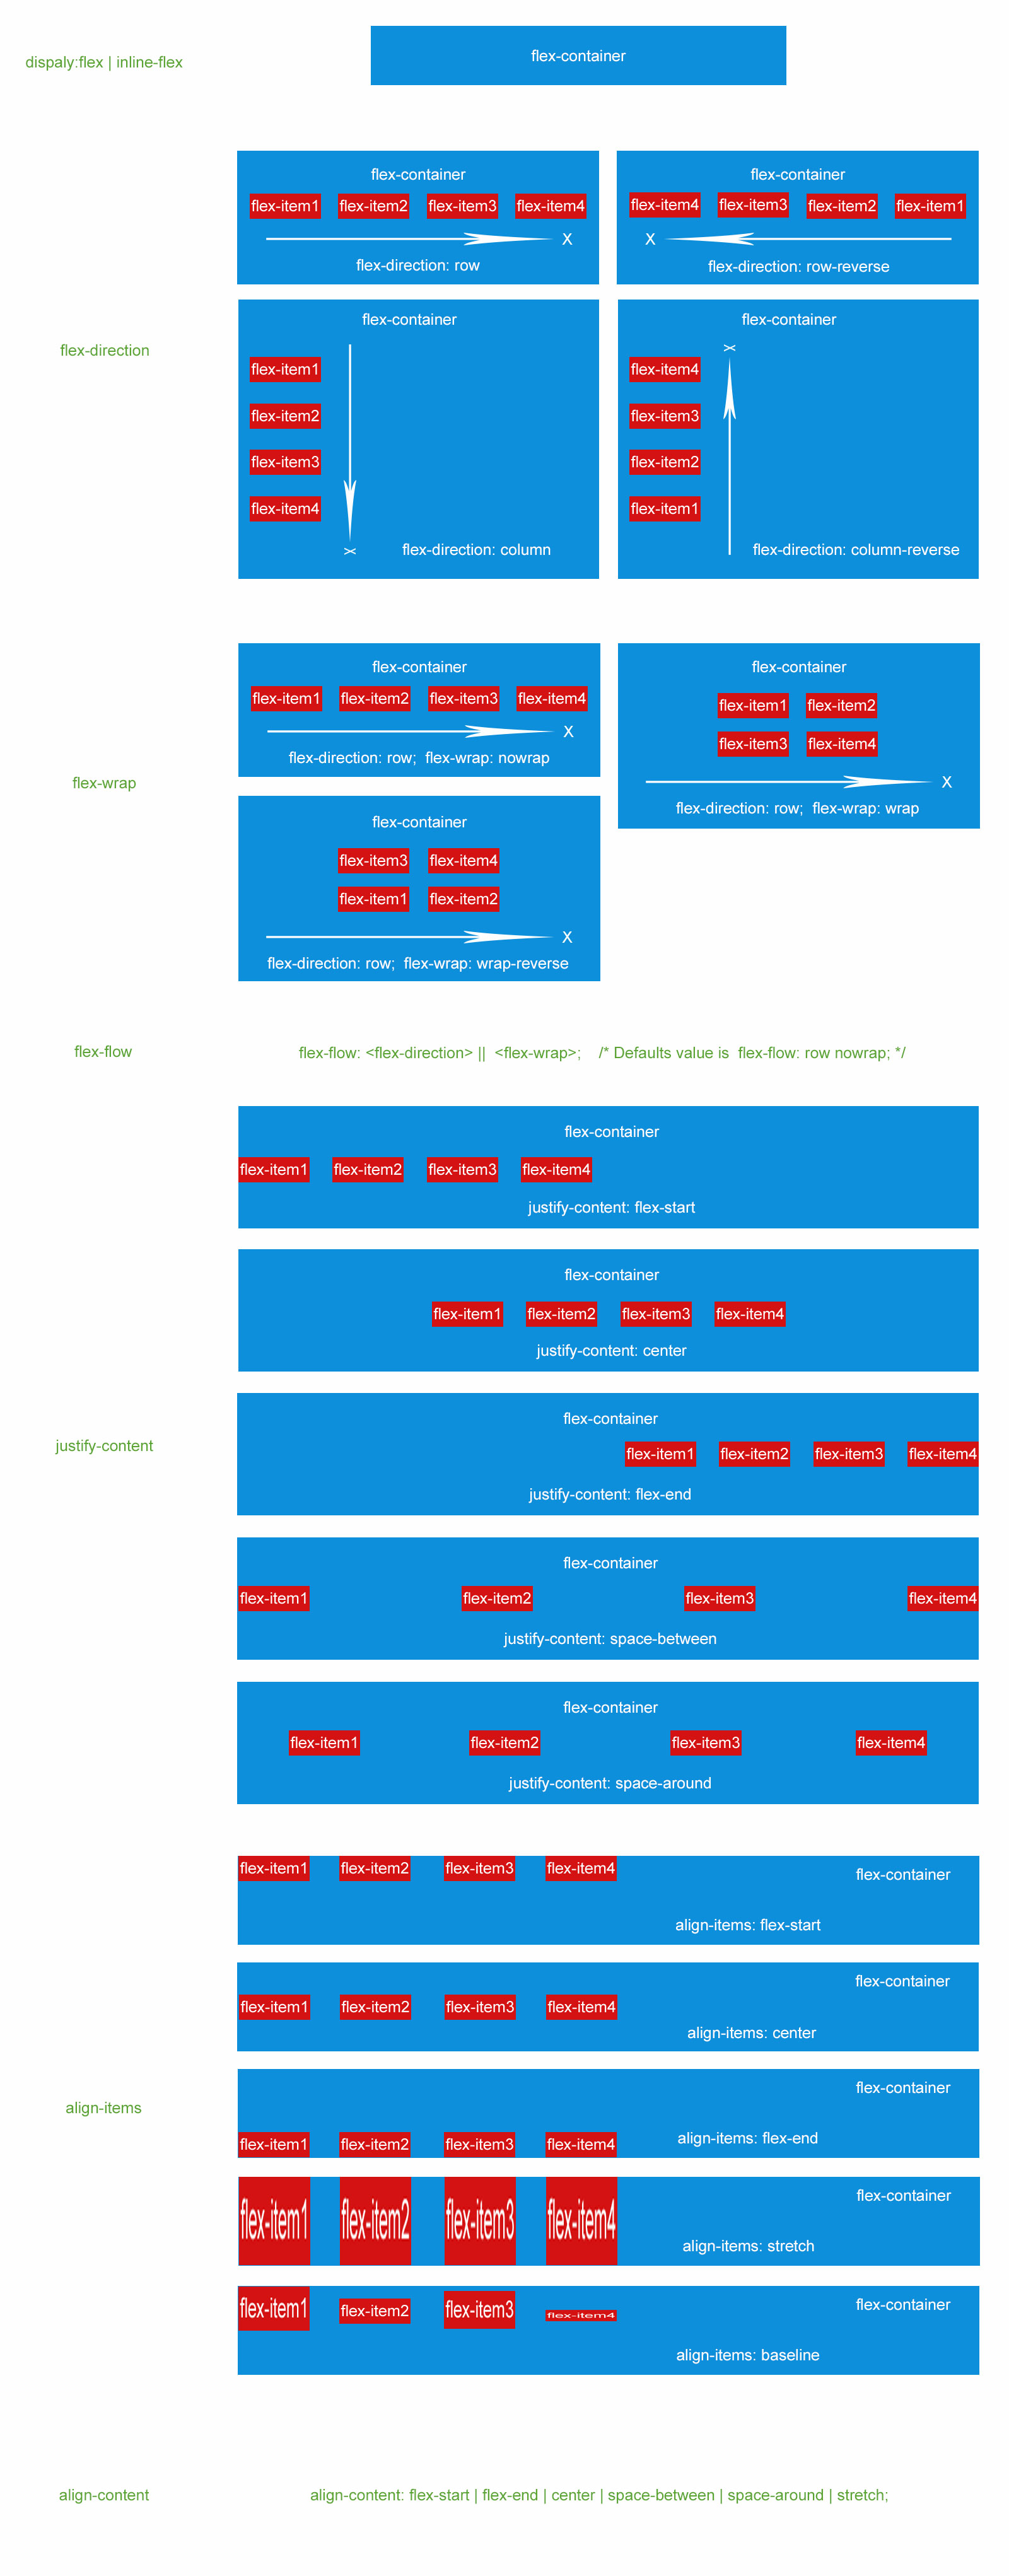 dispaly:flex | inline-flex
flex-container
flex-container
flex-item1 flex-item2 flex-item3 flex-item4
X
flex-direction: row
flex-container
flex-item4 flex-item3 flex-item2 flex-item1
X
flex-direction: row-reverse
flex-direction
flex-container
flex-item1
flex-item2
flex-item3
flex-item4
X
flex-direction: column
flex-container
X
flex-item4
flex-item3
flex-item2
flex-item1
flex-direction: column-reverse
flex-wrap
flex-container
flex-item1 flex-item2 flex-item3 flex-item4
X
flex-direction: row;  flex-wrap: nowrap
flex-container
flex-item1 flex-item2
flex-item3 flex-item4
X
flex-direction: row;  flex-wrap: wrap
flex-container
flex-item3 flex-item4
flex-item1 flex-item2
X
flex-direction: row;  flex-wrap: wrap-reverse
flex-flow
flex-flow: <flex-direction> ||  <flex-wrap>;    /* Defaults value is  flex-flow: row nowrap; */
justify-content
flex-container
flex-item1 flex-item2 flex-item3 flex-item4
justify-content: flex-start
flex-container
flex-item1 flex-item2 flex-item3 flex-item4
justify-content: center
flex-container
flex-item1 flex-item2 flex-item3 flex-item4
justify-content: flex-end
flex-container
flex-item1 flex-item2 flex-item3 flex-item4
justify-content: space-between
flex-container
flex-item1 flex-item2 flex-item3 flex-item4
justify-content: space-around
align-items
flex-item1 flex-item2 flex-item3 flex-item4
flex-container
align-items: flex-start
flex-container
flex-item1 flex-item2 flex-item3 flex-item4
align-items: center
flex-container
flex-item1 flex-item2 flex-item3 flex-item4
align-items: flex-end
flex-container
flex-item1 flex-item2 flex-item3 flex-item4
align-items: stretch
flex-container
flex-item1 flex-item2 flex-item3 flex-item4
align-items: baseline
align-content
align-content: flex-start | flex-end | center | space-between | space-around | stretch;